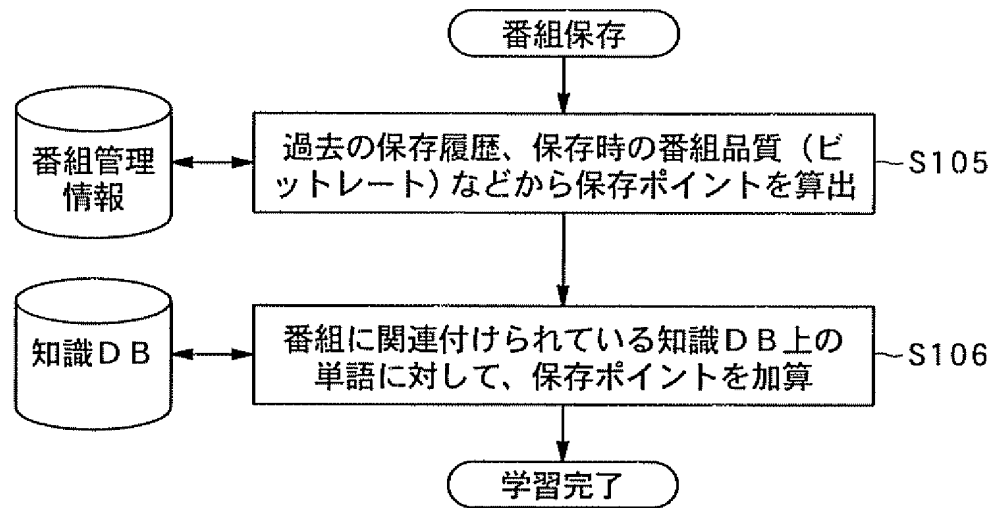 番組保存
番組管理
情報
過去の保存履歴、保存時の番組品質（ビ
ットレート）などから保存ポイントを算出
S105
知識ＤＢ
番組に関連付けられている知識ＤＢ上の
単語に対して、保存ポイントを加算
S106
学習完了